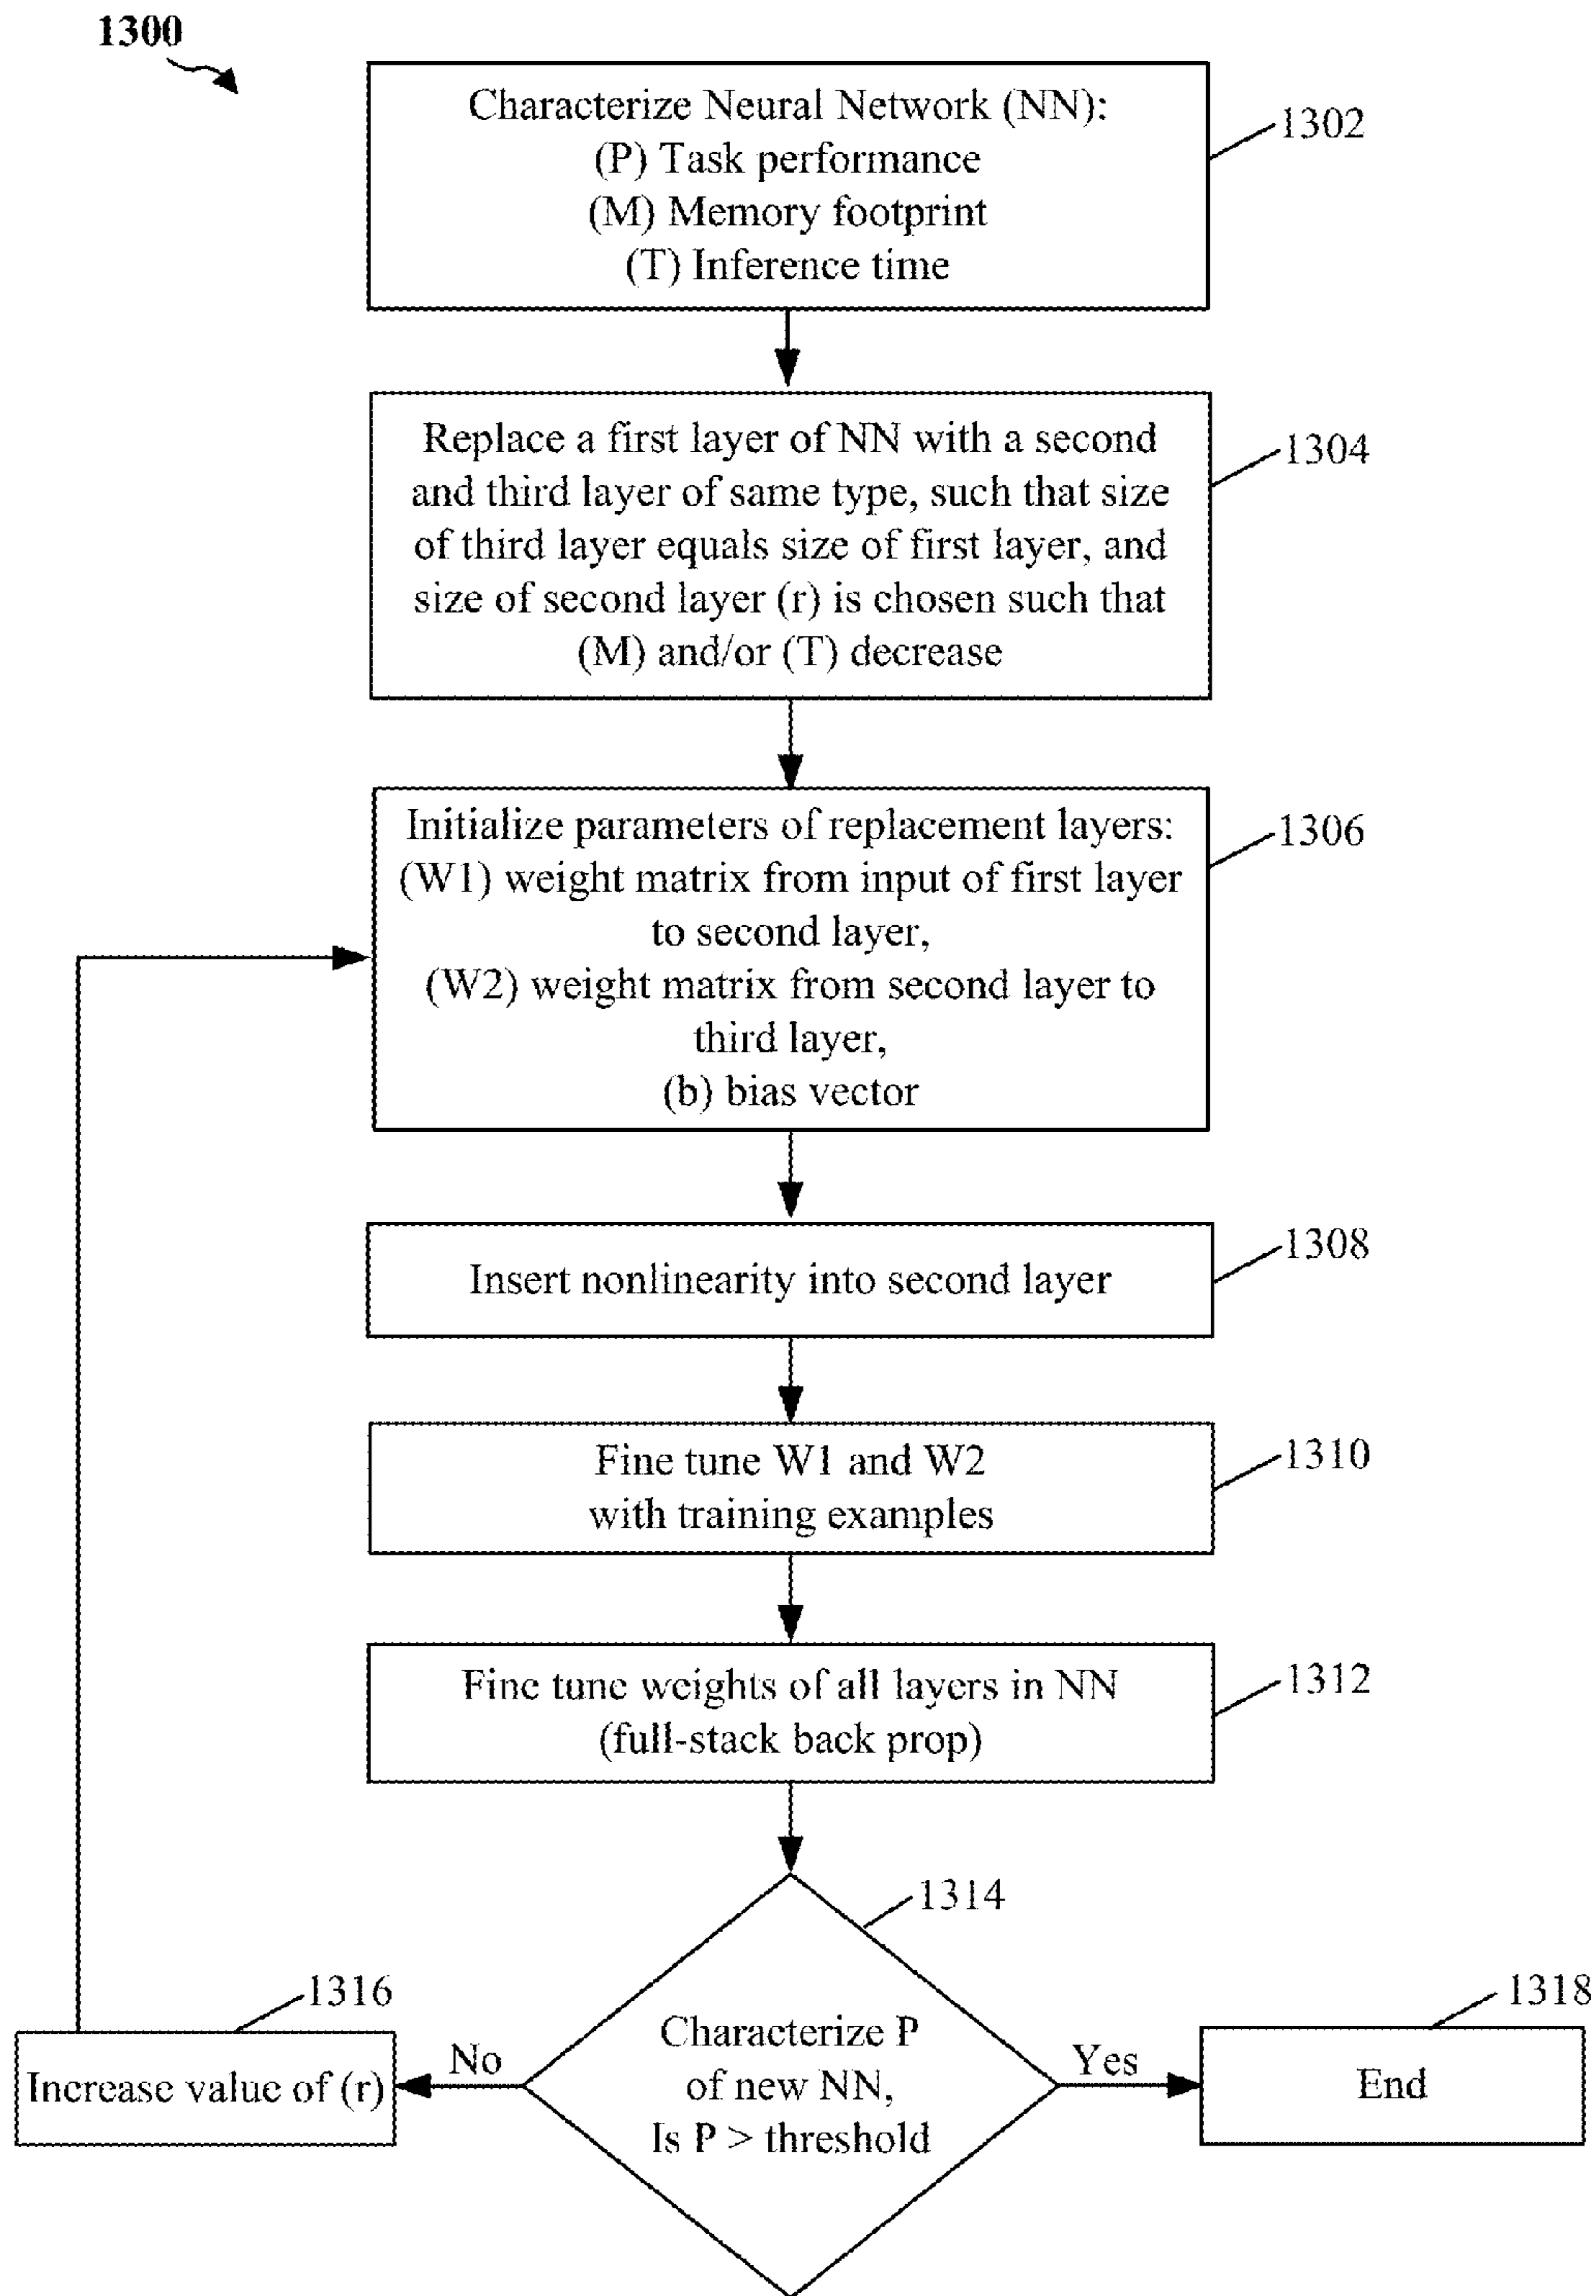 1300
Characterize Neural Network (NN):
(P) Task performance
(M) Memory footprint
(T) Inference time
1302
Replace a first layer of NN with a second
and third layer of same type, such that size
of third layer equals size of first layer, and
size of second layer (r) is chosen such that
(M) and/or (T) decrease
1304
Initialize parameters of replacement layers:
(W1) weight matrix from input of first layer
to second layer,
(W2) weight matrix from second layer to
third layer,
(b) bias vector
1306
Insert nonlinearity into second layer
1308
Fine tune W1 and W2
with training examples
1310
Fine tune weights of all layers in NN
(full-stack back prop)
1312
1314
Characterize P
of new NN,
Is P > threshold
No
1316
Increase value of (r)
Yes
1318
End